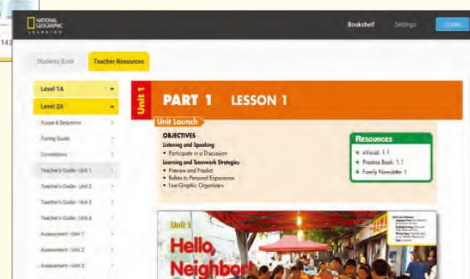 142
NATIONAL
GEOGRAPHIC
LEARNING
Bookshelf
Settings
Students Book
Teacher Resources
Level 1A
Level 2A
Scope & Sequence
Pacing Guide
Correlations
Teacher's Guide - Unit 1
Teacher's Guide - Unit 2
Teacher's Guide - Unit 3
Teacher's Guide - Unit 4
Assessment - Unit 1
Assessment - Unit 2
Assessment - Unit 3
Unit 1
PART 1 LESSON 1
Unit Launch
OBJECTIVES
Listening and Speaking
• Participate in a Discussion
Learning and Teamwork Strategies
• Preview and Predict
• Relate to Personal Experience
• Use Graphic Organizers
RESOURCES
eVisual 1.1
Practice Book 1.1
Family Newsletter 1
Unit 1
Hello,
Neighbor!